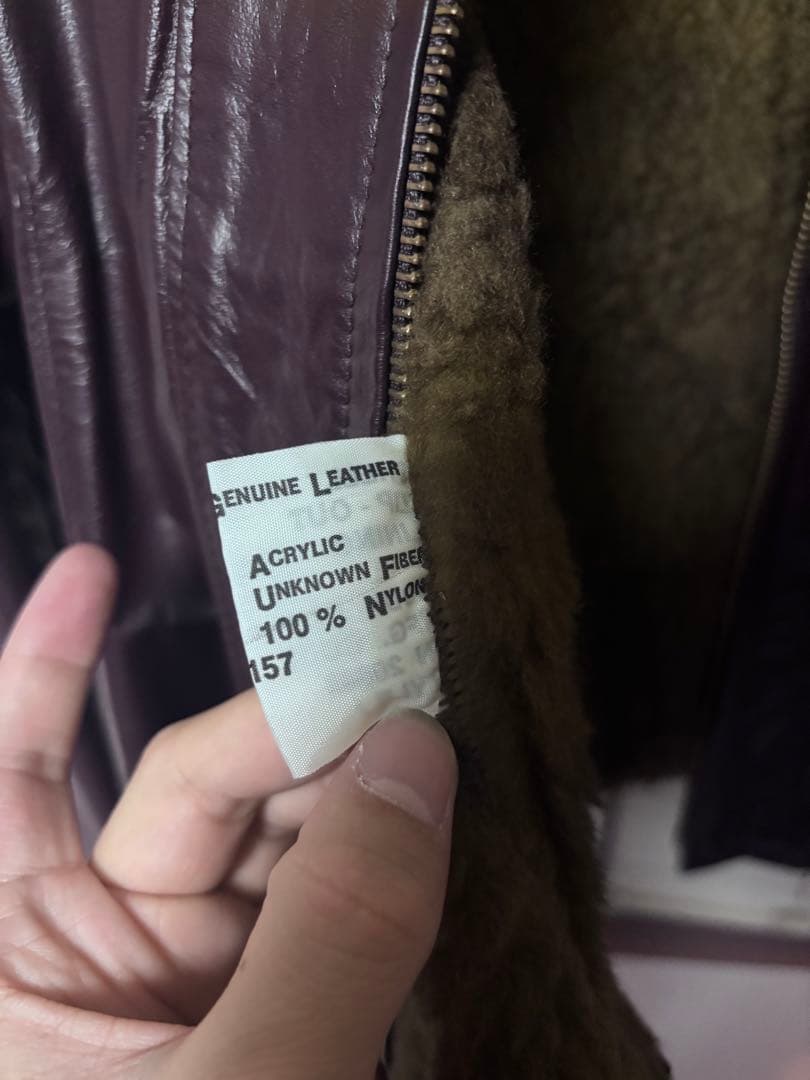 GENUINE LEATHER
ACRYLIC
UNKNOWN FIBER
100 % NYLON
157